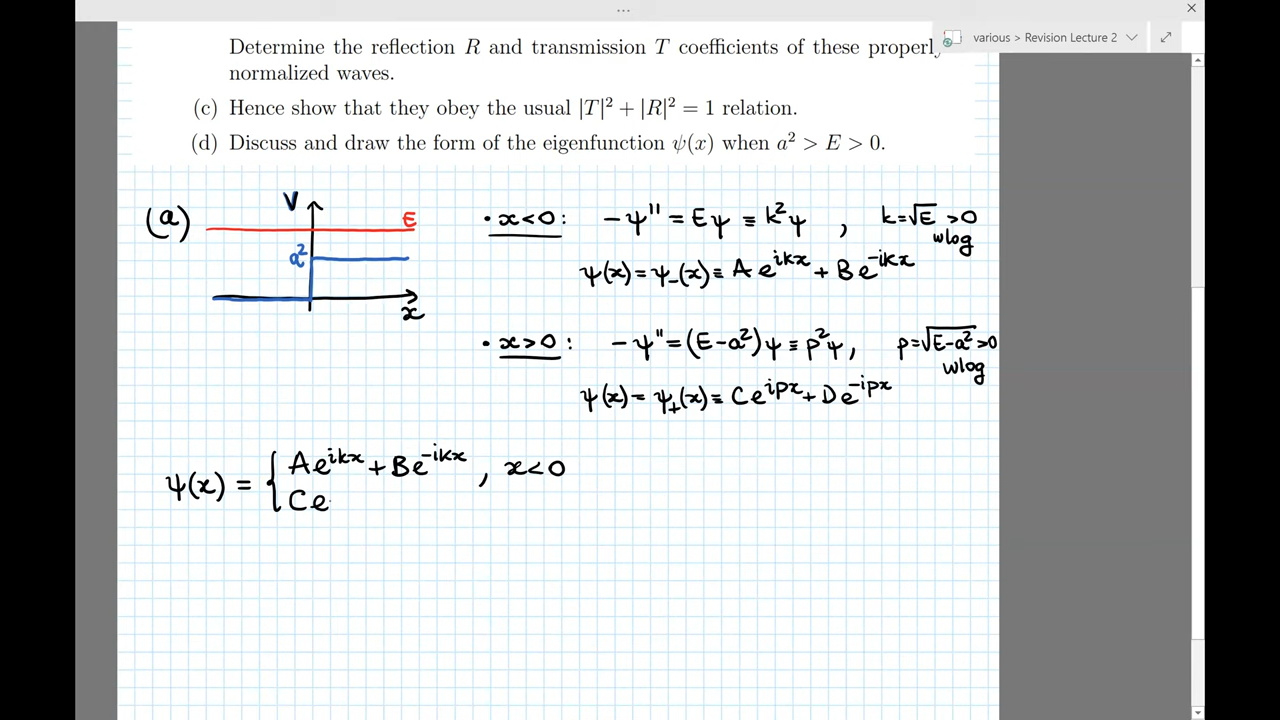 ...
various > Revision Lecture 2
Determine the reflection R and transmission T coefficients of these properly
normalized waves.
(c) Hence show that they obey the usual |T|² + |R|² = 1 relation.
(d) Discuss and draw the form of the eigenfunction ψ(x) when a² > E > 0.
(a)
V
E
a²
x
• x<0: -ψ'' = Eψ ≡ k²ψ , k=√E >0
wlog
ψ(x) = ψ₋(x) ≡ A e^{ikx} + B e^{-ikx}
• x>0: -ψ'' = (E-a²)ψ ≡ p²ψ, p=√(E-a²) >0
wlog
ψ(x) = ψ₊(x) ≡ C e^{ipx} + D e^{-ipx}
ψ(x) = { A e^{ikx} + B e^{-ikx} , x<0
C e